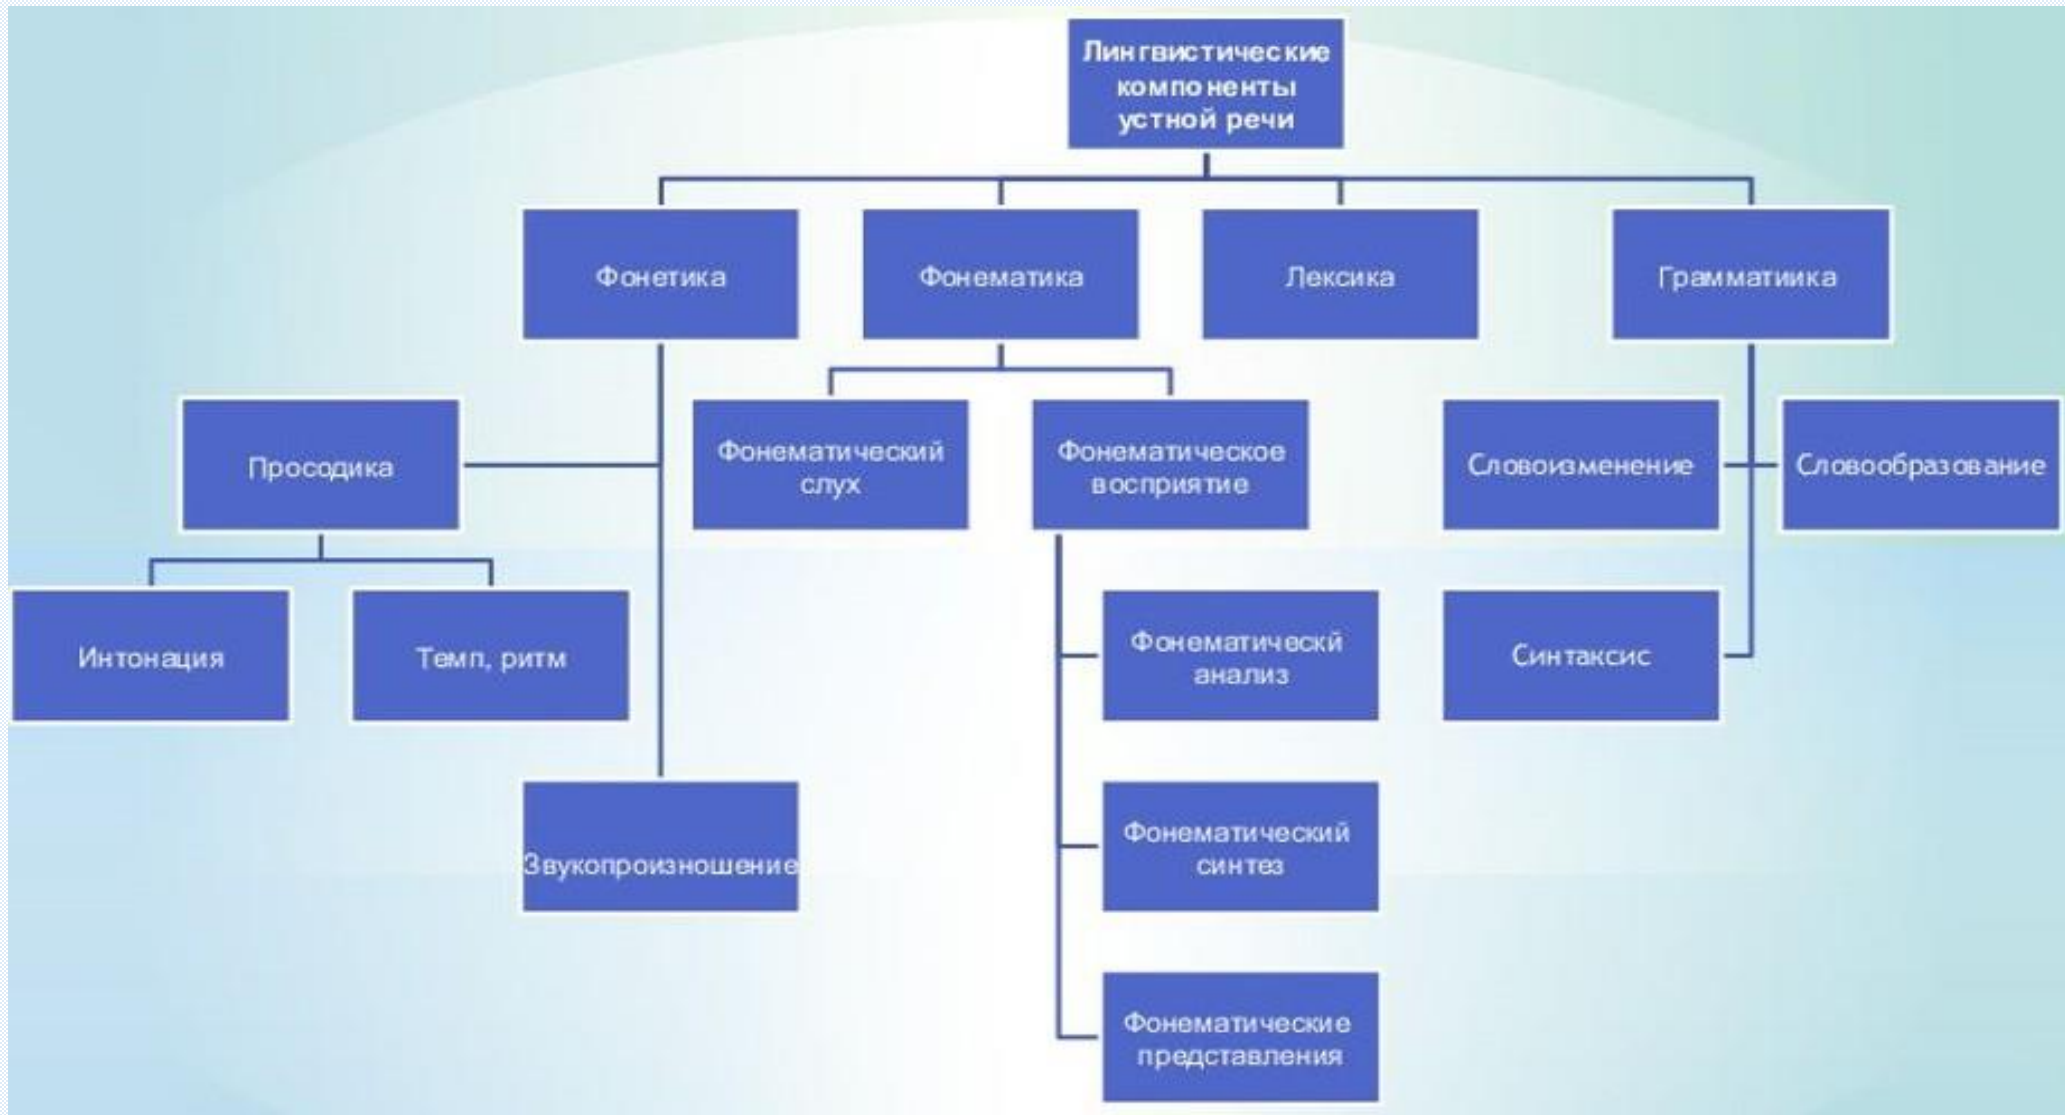 Лингвистические
компоненты
устной речи
Фонетика
Фонематика
Лексика
Грамматиика
Просодика
Фонематический
слух
Фонематическое
восприятие
Словоизменение
Словообразование
Интонация
Темп, ритм
Фонематическй
анализ
Синтаксис
Звукопроизношение
Фонематический
синтез
Фонематические
представления